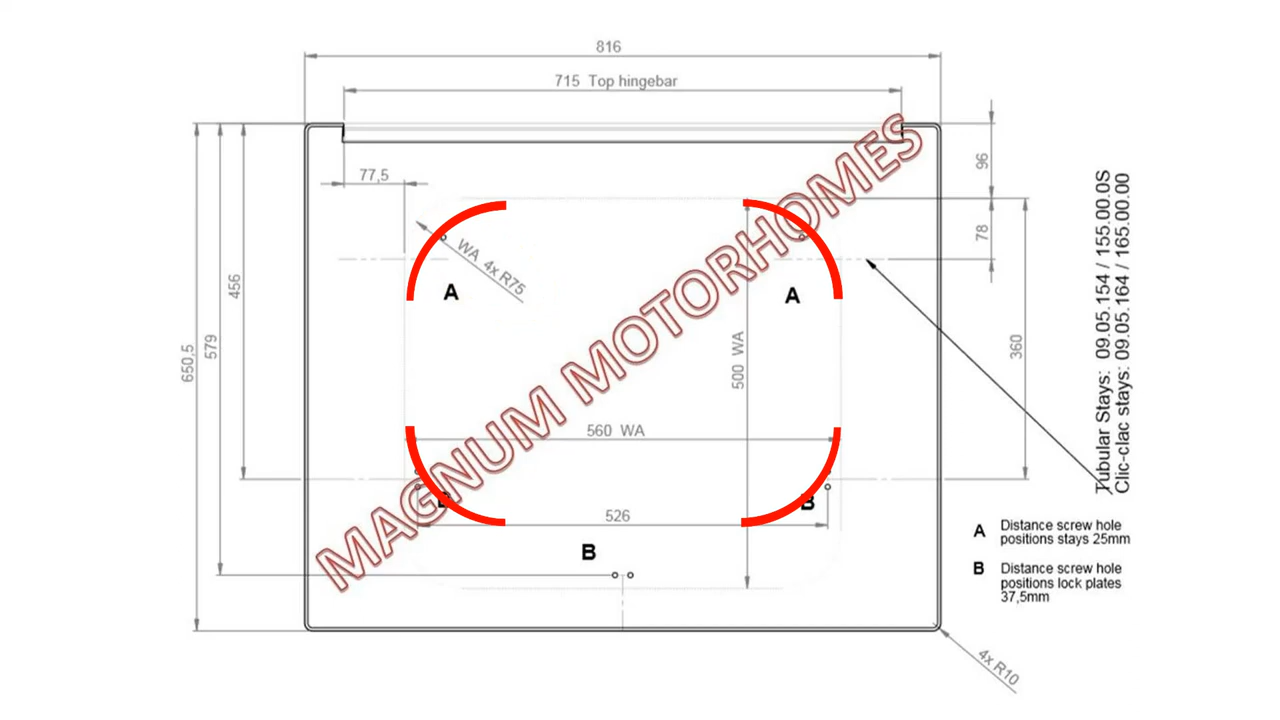 816
715 Top hingebar
77,5
96
78
WA 4x R75
A
A
456
579
650,5
500 WA
360
560 WA
B
B
526
B
MAGNUM MOTORHOMES
Tubular Stays: 09.05.154 / 155.00.0S
Clic-clac stays: 09.05.164 / 165.00.00
A Distance screw hole
positions stays 25mm
B Distance screw hole
positions lock plates
37,5mm
4x R10